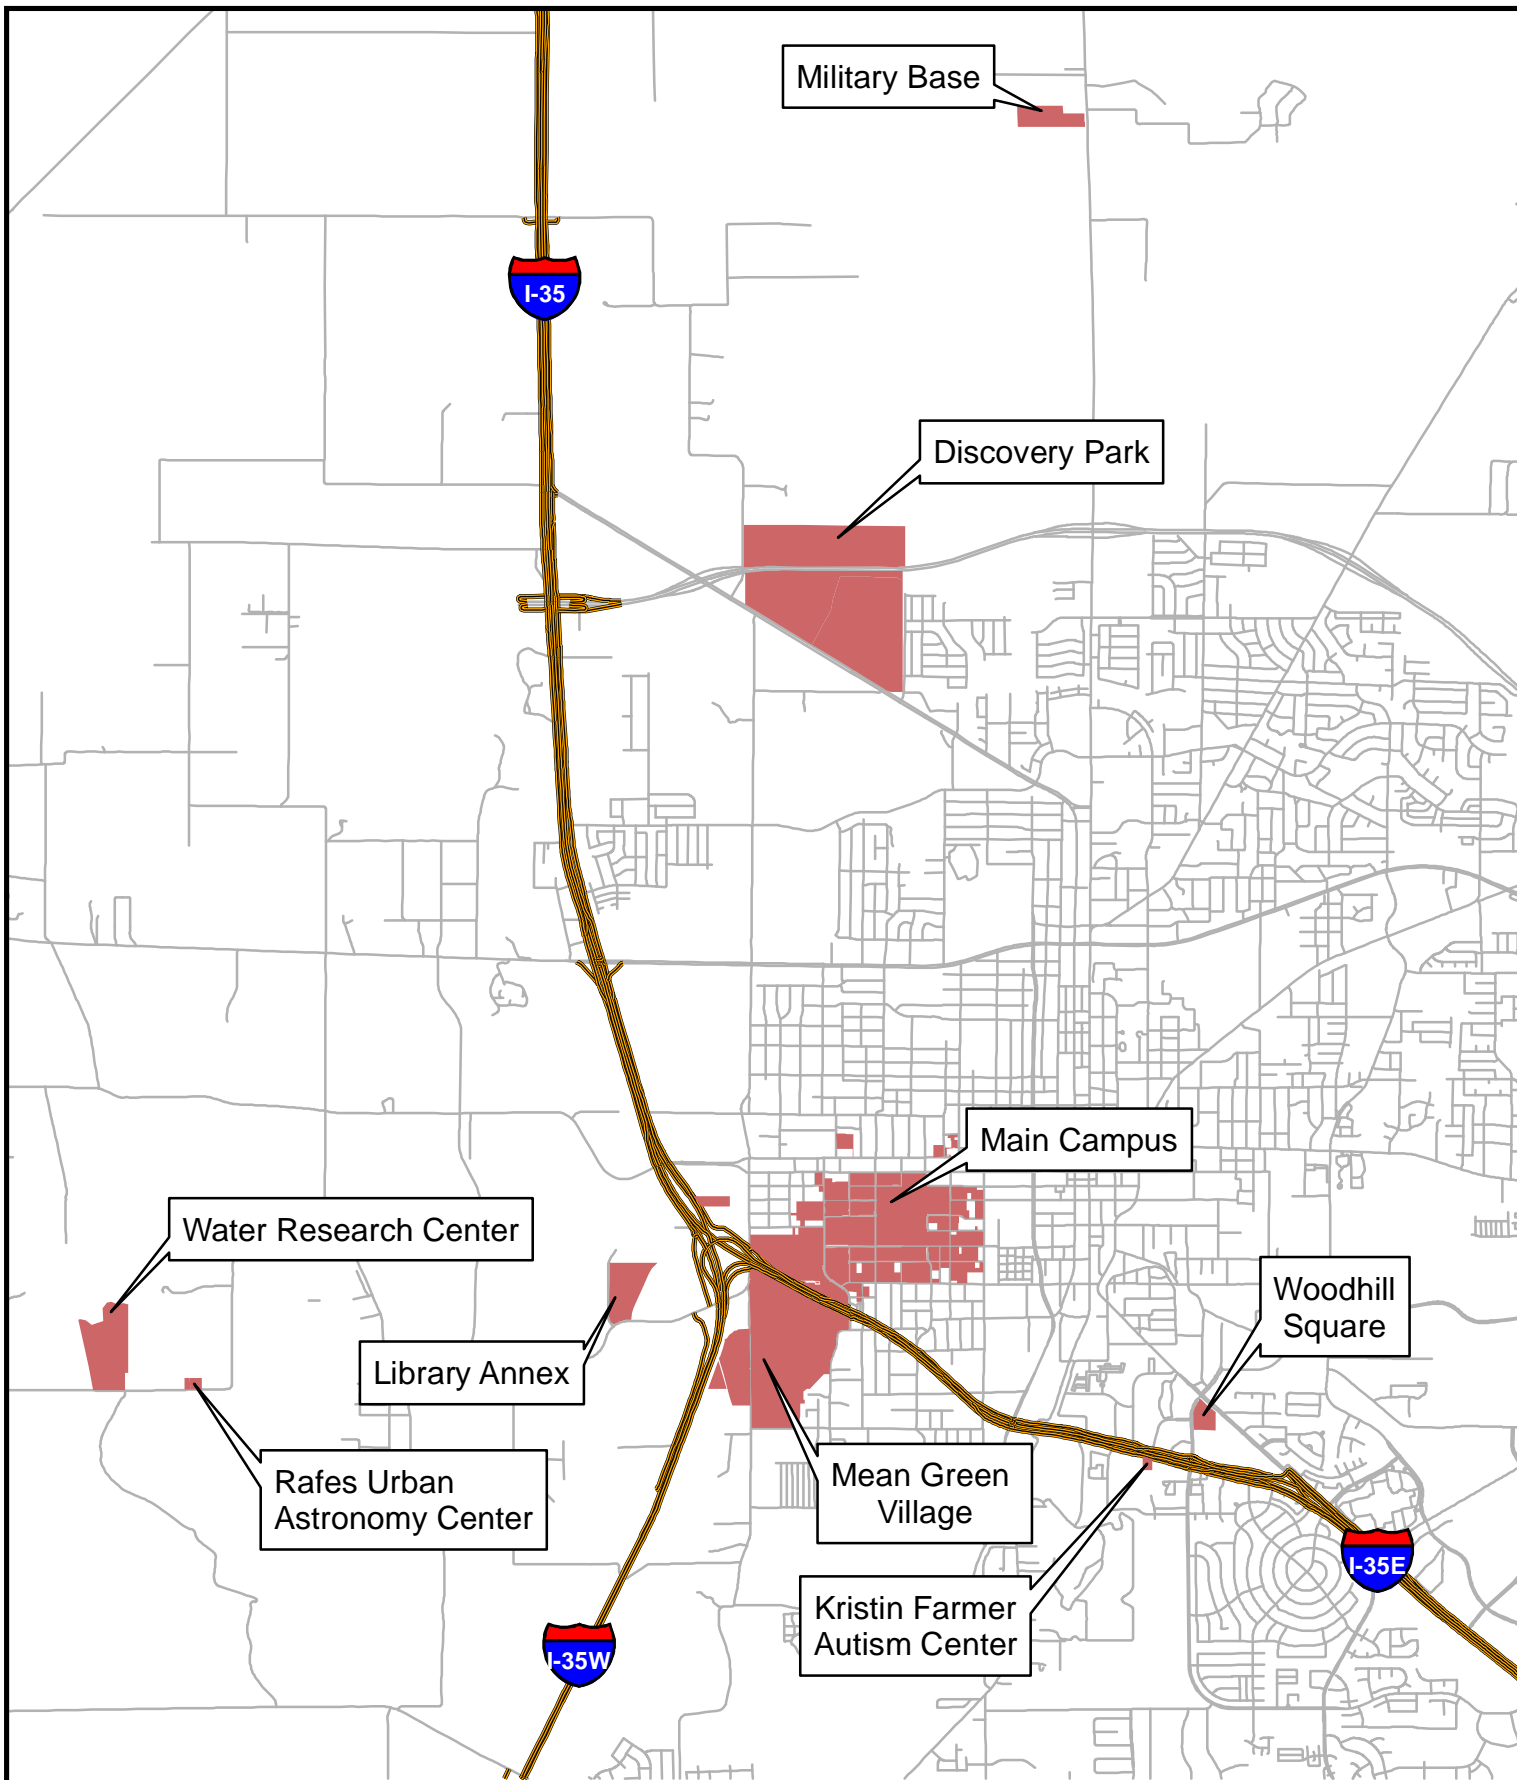 Military Base
I-35
Discovery Park
Main Campus
Water Research Center
Woodhill
Square
Library Annex
Rafes Urban
Astronomy Center
Mean Green
Village
I-35E
Kristin Farmer
Autism Center
I-35W